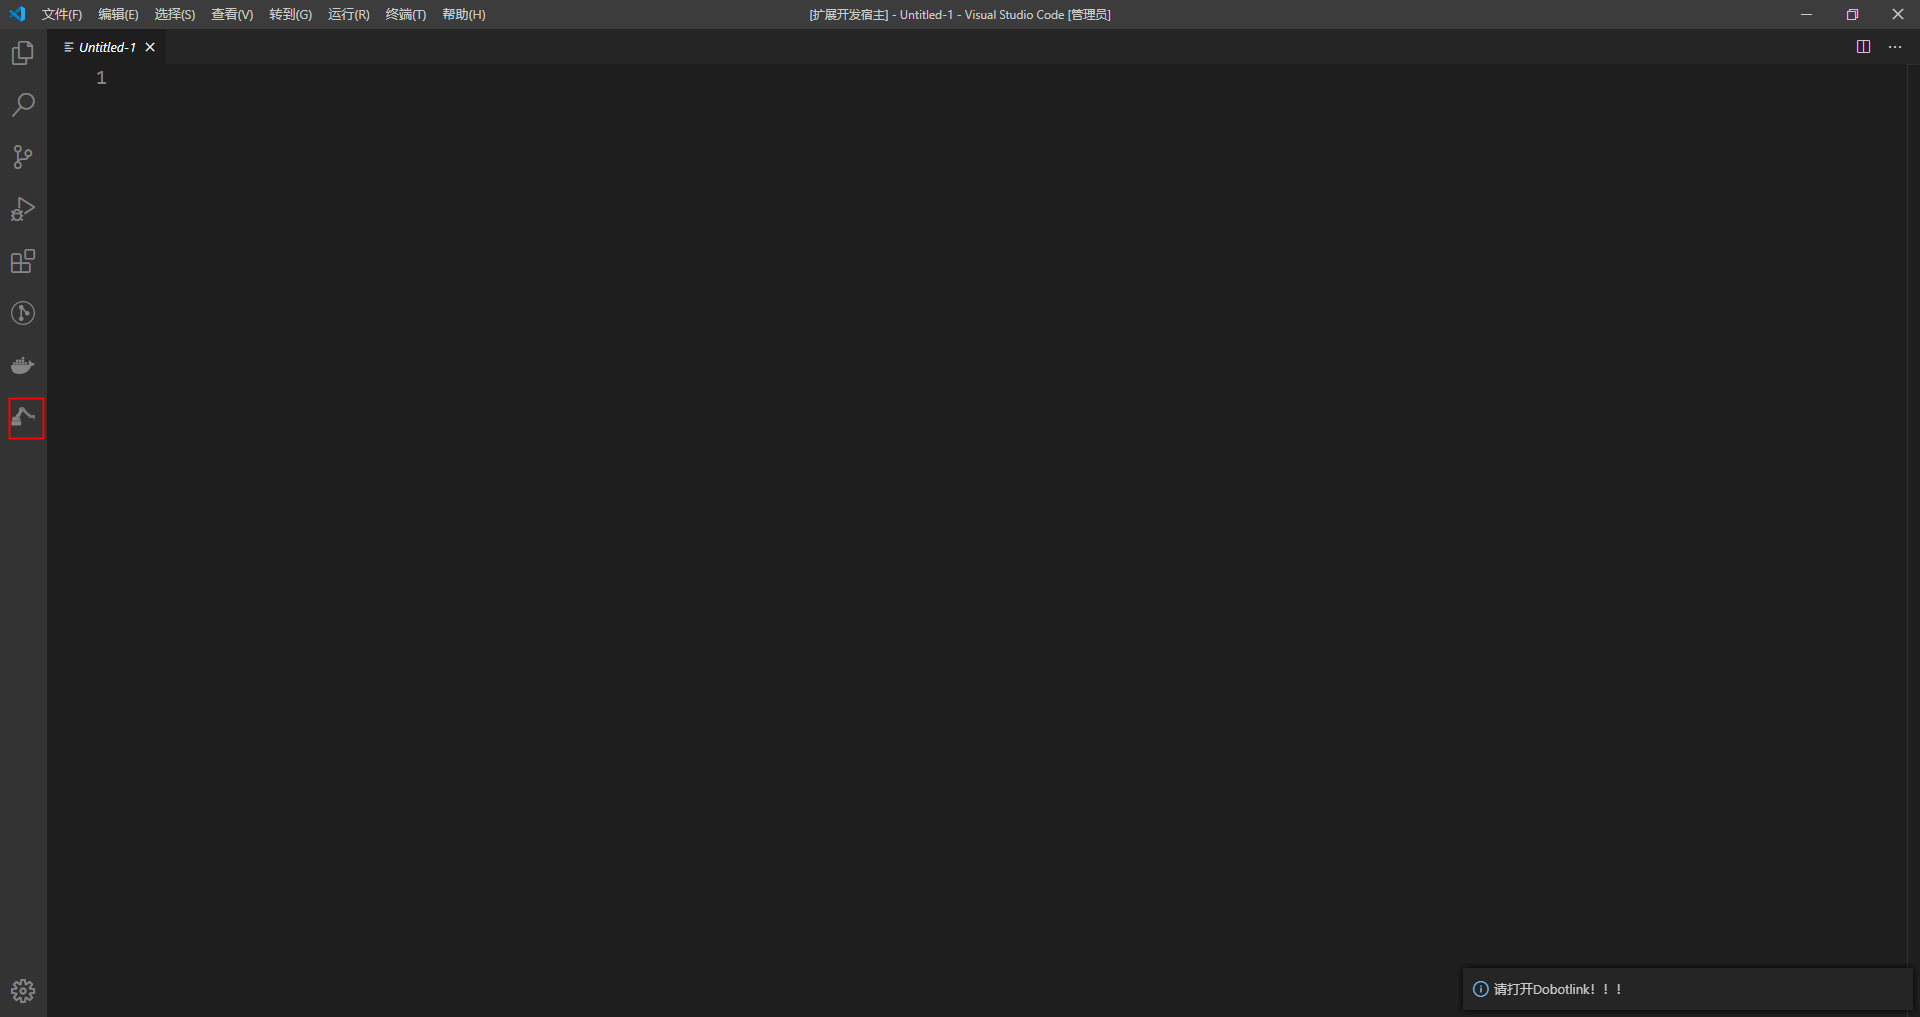 文件(F) 编辑(E) 选择(S) 查看(V) 转到(G) 运行(R) 终端(T) 帮助(H) [扩展开发宿主] - Untitled-1 - Visual Studio Code [管理员]
Untitled-1
1
请打开Dobotlink！！！